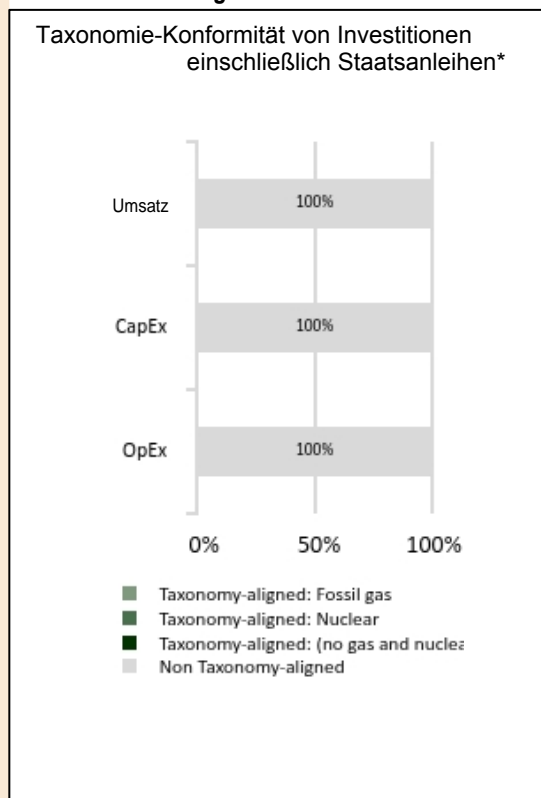 Taxonomie-Konformität von Investitionen
einschließlich Staatsanleihen*
Umsatz 100%
CapEx 100%
OpEx 100%
0% 50% 100%
Taxonomy-aligned: Fossil gas
Taxonomy-aligned: Nuclear
Taxonomy-aligned: (no gas and nuclea
Non Taxonomy-aligned